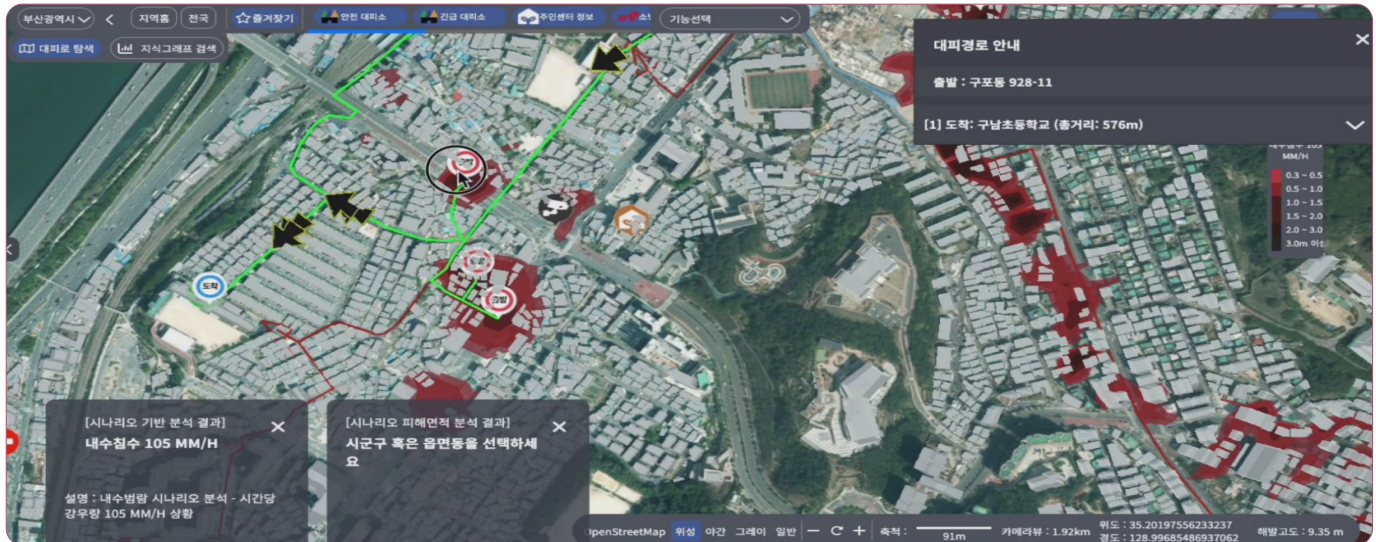 부산광역시
지역홈
전국
즐겨찾기
안전 대피소
긴급 대피소
주민센터 정보
기능선택
대피로 탐색
지식그래프 검색
대피경로 안내
출발 : 구포동 928-11
[1] 도착: 구남초등학교 (총거리: 576m)
내수침수 105
MM/H
0.3 ~ 0.5
0.5 ~ 1.0
1.0 ~ 1.5
1.5 ~ 2.0
2.0 ~ 3.0
3.0m 이상
출발
도착
출발
[시나리오 기반 분석 결과]
내수침수 105 MM/H
설명 : 내수범람 시나리오 분석 - 시간당
강우량 105 MM/H 상황
[시나리오 피해면적 분석 결과]
시군구 혹은 읍면동을 선택하세
요
OpenStreetMap
위성
야간
그레이
일반
축척 :
91m
카메라뷰 : 1.92km
위도 : 35.20197556233237
경도 : 128.99685486937062
해발고도 : 9.35 m